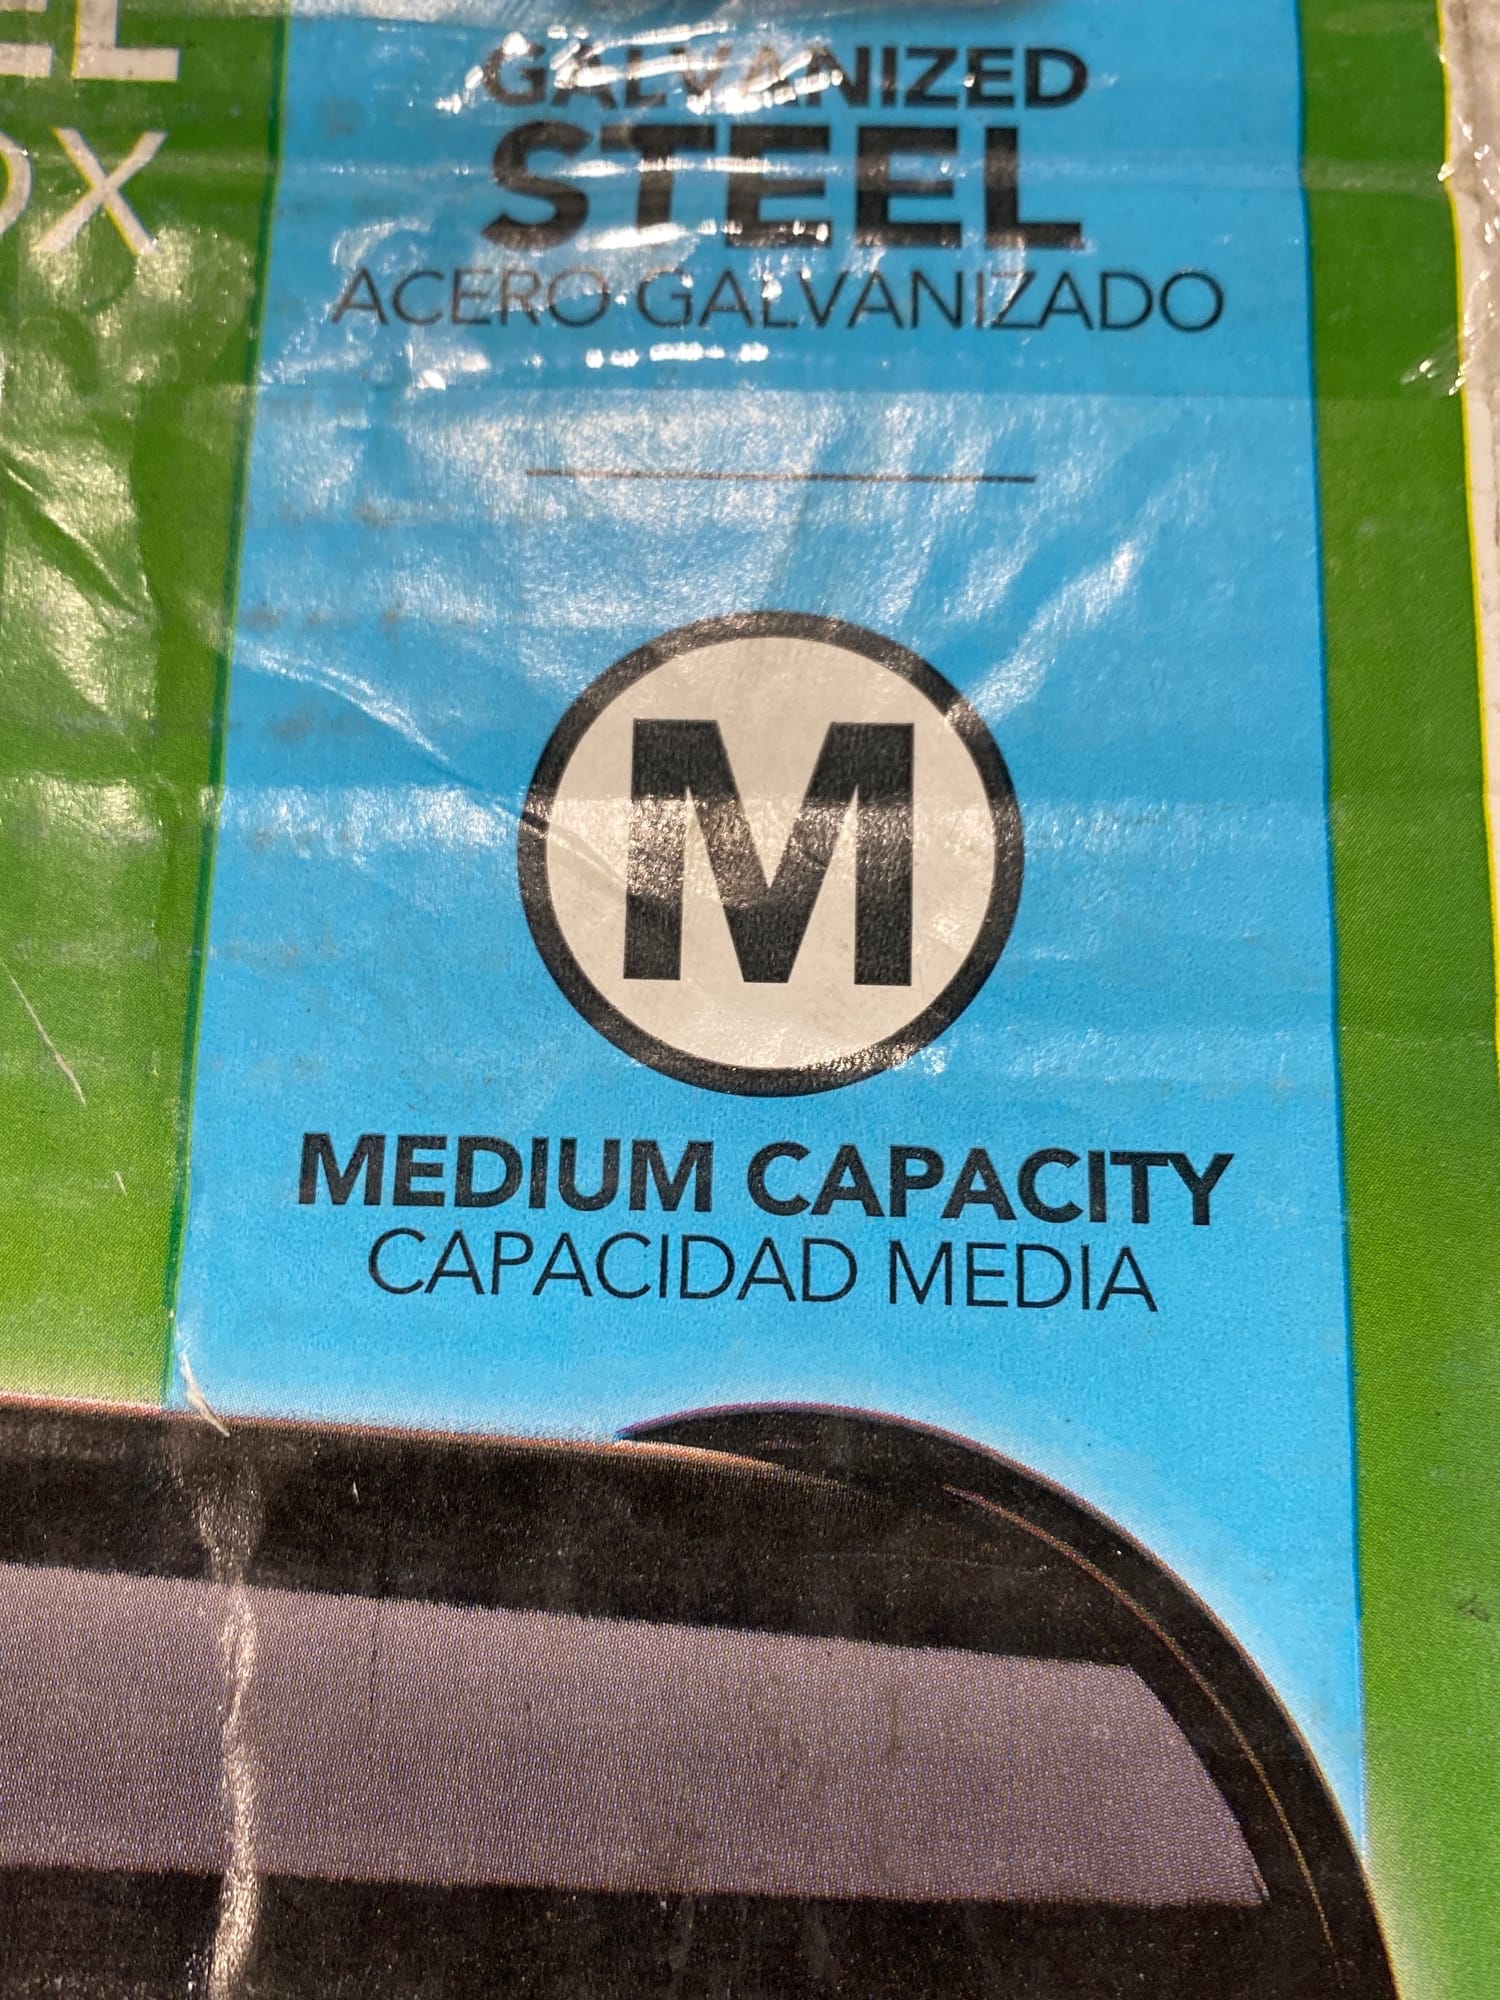 GALVANIZED
STEEL
ACERO GALVANIZADO
M
MEDIUM CAPACITY
CAPACIDAD MEDIA